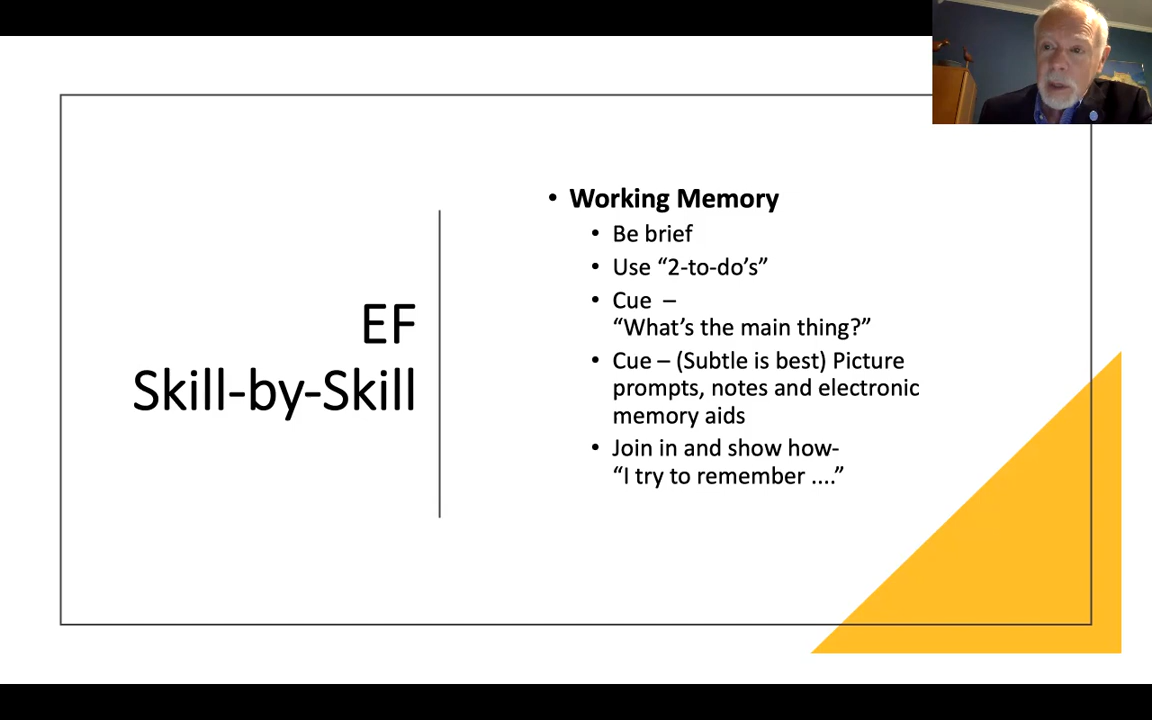 EF
Skill-by-Skill
• Working Memory
• Be brief
• Use “2-to-do’s”
• Cue –
“What’s the main thing?”
• Cue – (Subtle is best) Picture
prompts, notes and electronic
memory aids
• Join in and show how-
“I try to remember ....”